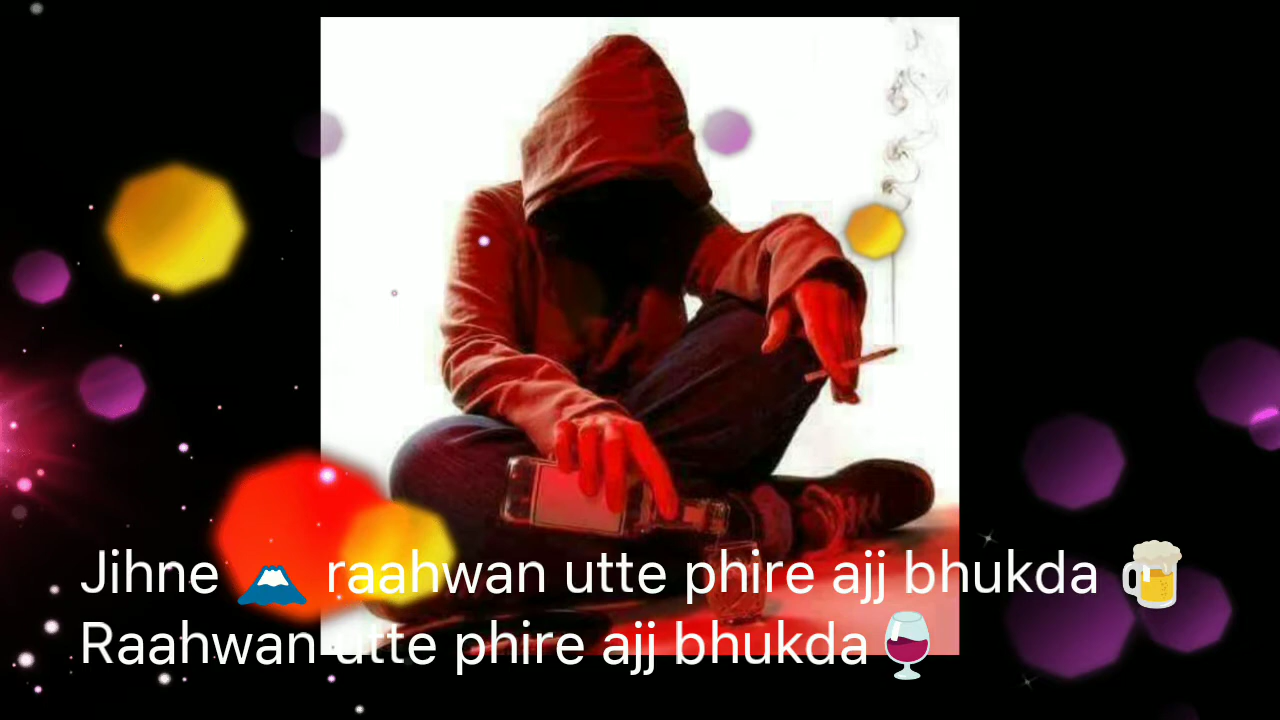 Jihne 🗻 raahwan utte phire ajj bhukda 🍺
Raahwan utte phire ajj bhukda🍷